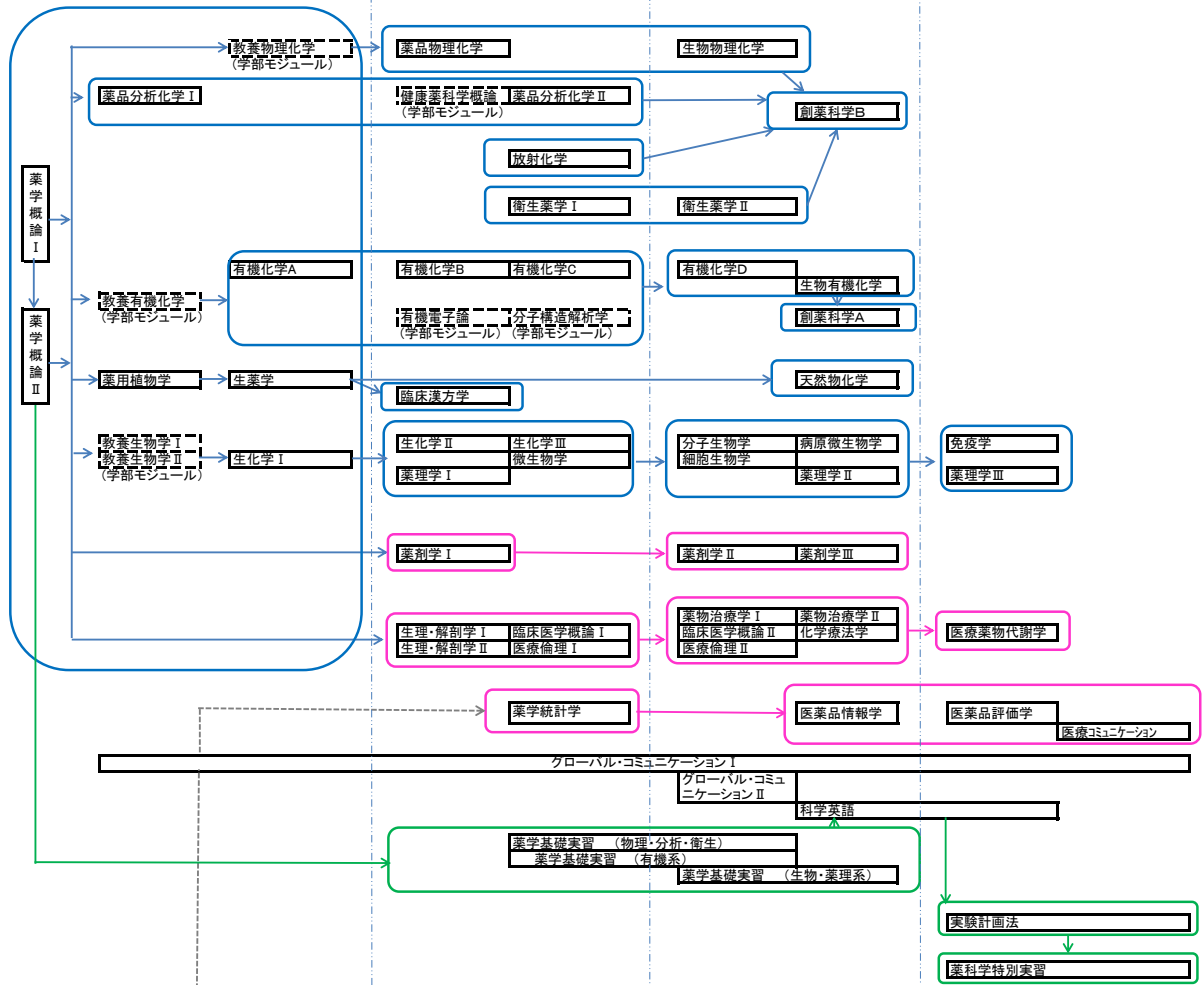 教養物理化学
(学部モジュール)
薬品物理化学
生物物理化学
薬品分析化学Ⅰ
健康薬科学概論
(学部モジュール)
薬品分析化学Ⅱ
創薬科学B
放射化学
衛生薬学Ⅰ
衛生薬学Ⅱ
薬学概論Ⅰ
有機化学A
有機化学B
有機化学C
有機化学D
生物有機化学
教養有機化学
(学部モジュール)
有機電子論
(学部モジュール)
分子構造解析学
(学部モジュール)
創薬科学A
薬学概論Ⅱ
薬用植物学
生薬学
臨床漢方学
天然物化学
教養生物学Ⅰ
教養生物学Ⅱ
(学部モジュール)
生化学Ⅰ
生化学Ⅱ
生化学Ⅲ
微生物学
薬理学Ⅰ
分子生物学
病原微生物学
細胞生物学
薬理学Ⅱ
免疫学
薬理学Ⅲ
薬剤学Ⅰ
薬剤学Ⅱ
薬剤学Ⅲ
生理・解剖学Ⅰ
臨床医学概論Ⅰ
生理・解剖学Ⅱ
医療倫理Ⅰ
薬物治療学Ⅰ
薬物治療学Ⅱ
臨床医学概論Ⅱ
化学療法学
医療倫理Ⅱ
医療薬物代謝学
薬学統計学
医薬品情報学
医薬品評価学
医療コミュニケーション
グローバル・コミュニケーションⅠ
グローバル・コミュ
ニケーションⅡ
科学英語
薬学基礎実習 (物理・分析・衛生)
薬学基礎実習 (有機系)
薬学基礎実習 (生物・薬理系)
実験計画法
薬科学特別実習